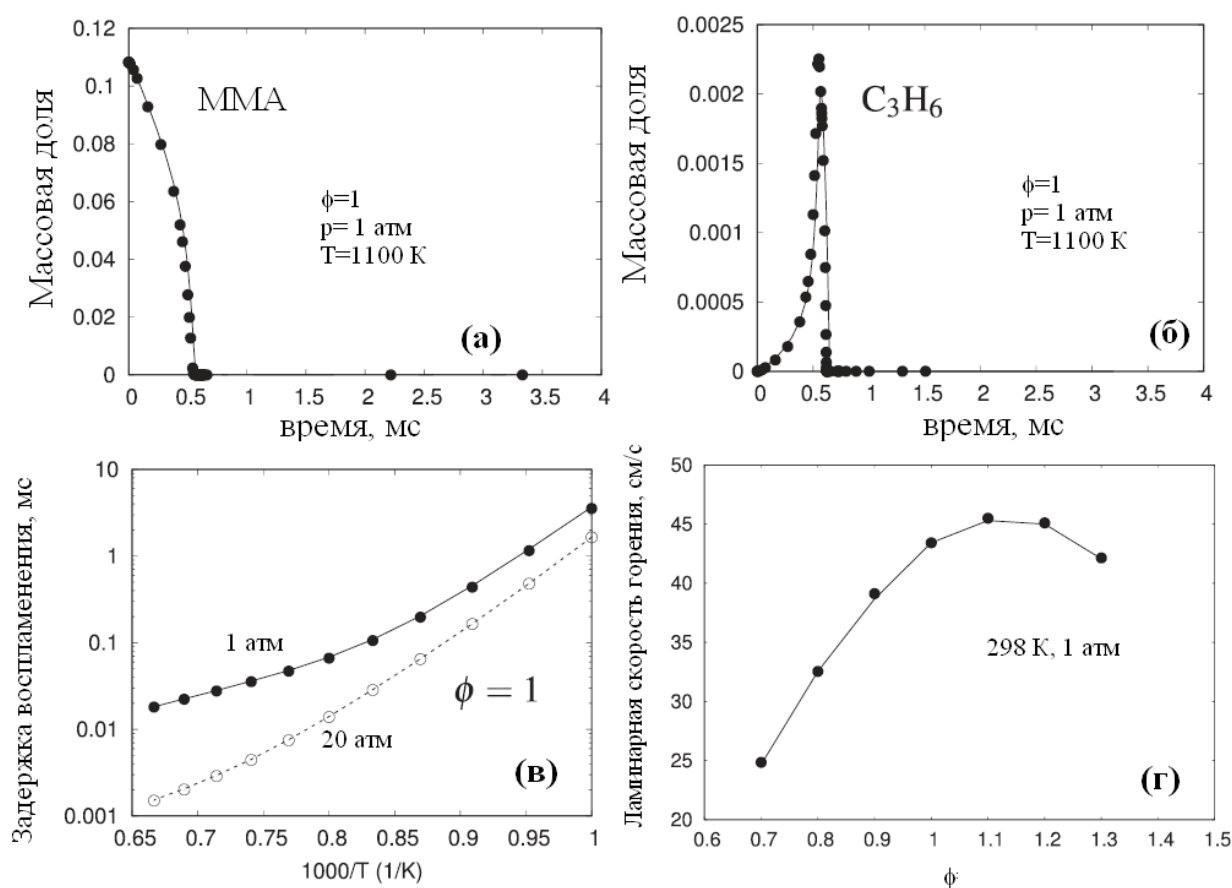 0.12
0.1
0.08
0.06
0.04
0.02
0
Массовая доля
ММА
ϕ=1
p= 1 атм
T=1100 K
(а)
0 0.5 1 1.5 2 2.5 3 3.5 4
время, мс
0.0025
0.002
0.0015
0.001
0.0005
0
Массовая доля
C₃H₆
ϕ=1
p= 1 атм
T=1100 K
(б)
0 0.5 1 1.5 2 2.5 3 3.5 4
время, мс
10
1
0.1
0.01
0.001
Задержка воспламенения, мс
1 атм
20 атм
ϕ = 1
(в)
0.65 0.7 0.75 0.8 0.85 0.9 0.95 1
1000/T (1/K)
50
45
40
35
30
25
20
Ламинарная скорость горения, см/с
298 K, 1 атм
(г)
0.6 0.7 0.8 0.9 1 1.1 1.2 1.3 1.4 1.5
ϕ